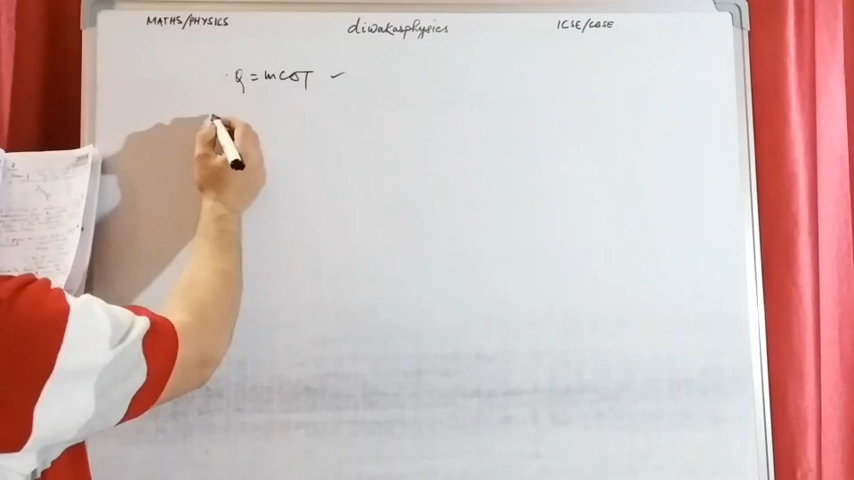 MATHS/PHYSICS diwakarphysics ICSE/CBSE
Q = mcΔT ✓